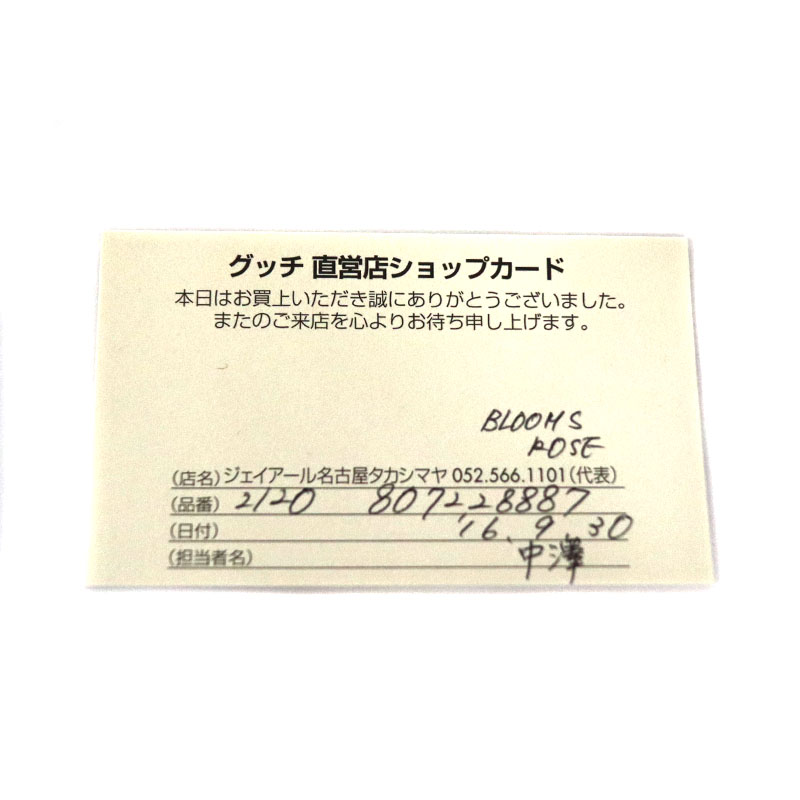 グッチ 直営店ショップカード
本日はお買上いただき誠にありがとうございました。
またのご来店を心よりお待ち申し上げます。
BLOOMS
ROSE
(店名) ジェイアール名古屋タカシマヤ 052.566.1101(代表)
(品番) 2120 807228887
(日付) '16. 9. 30
(担当者名) 中澤